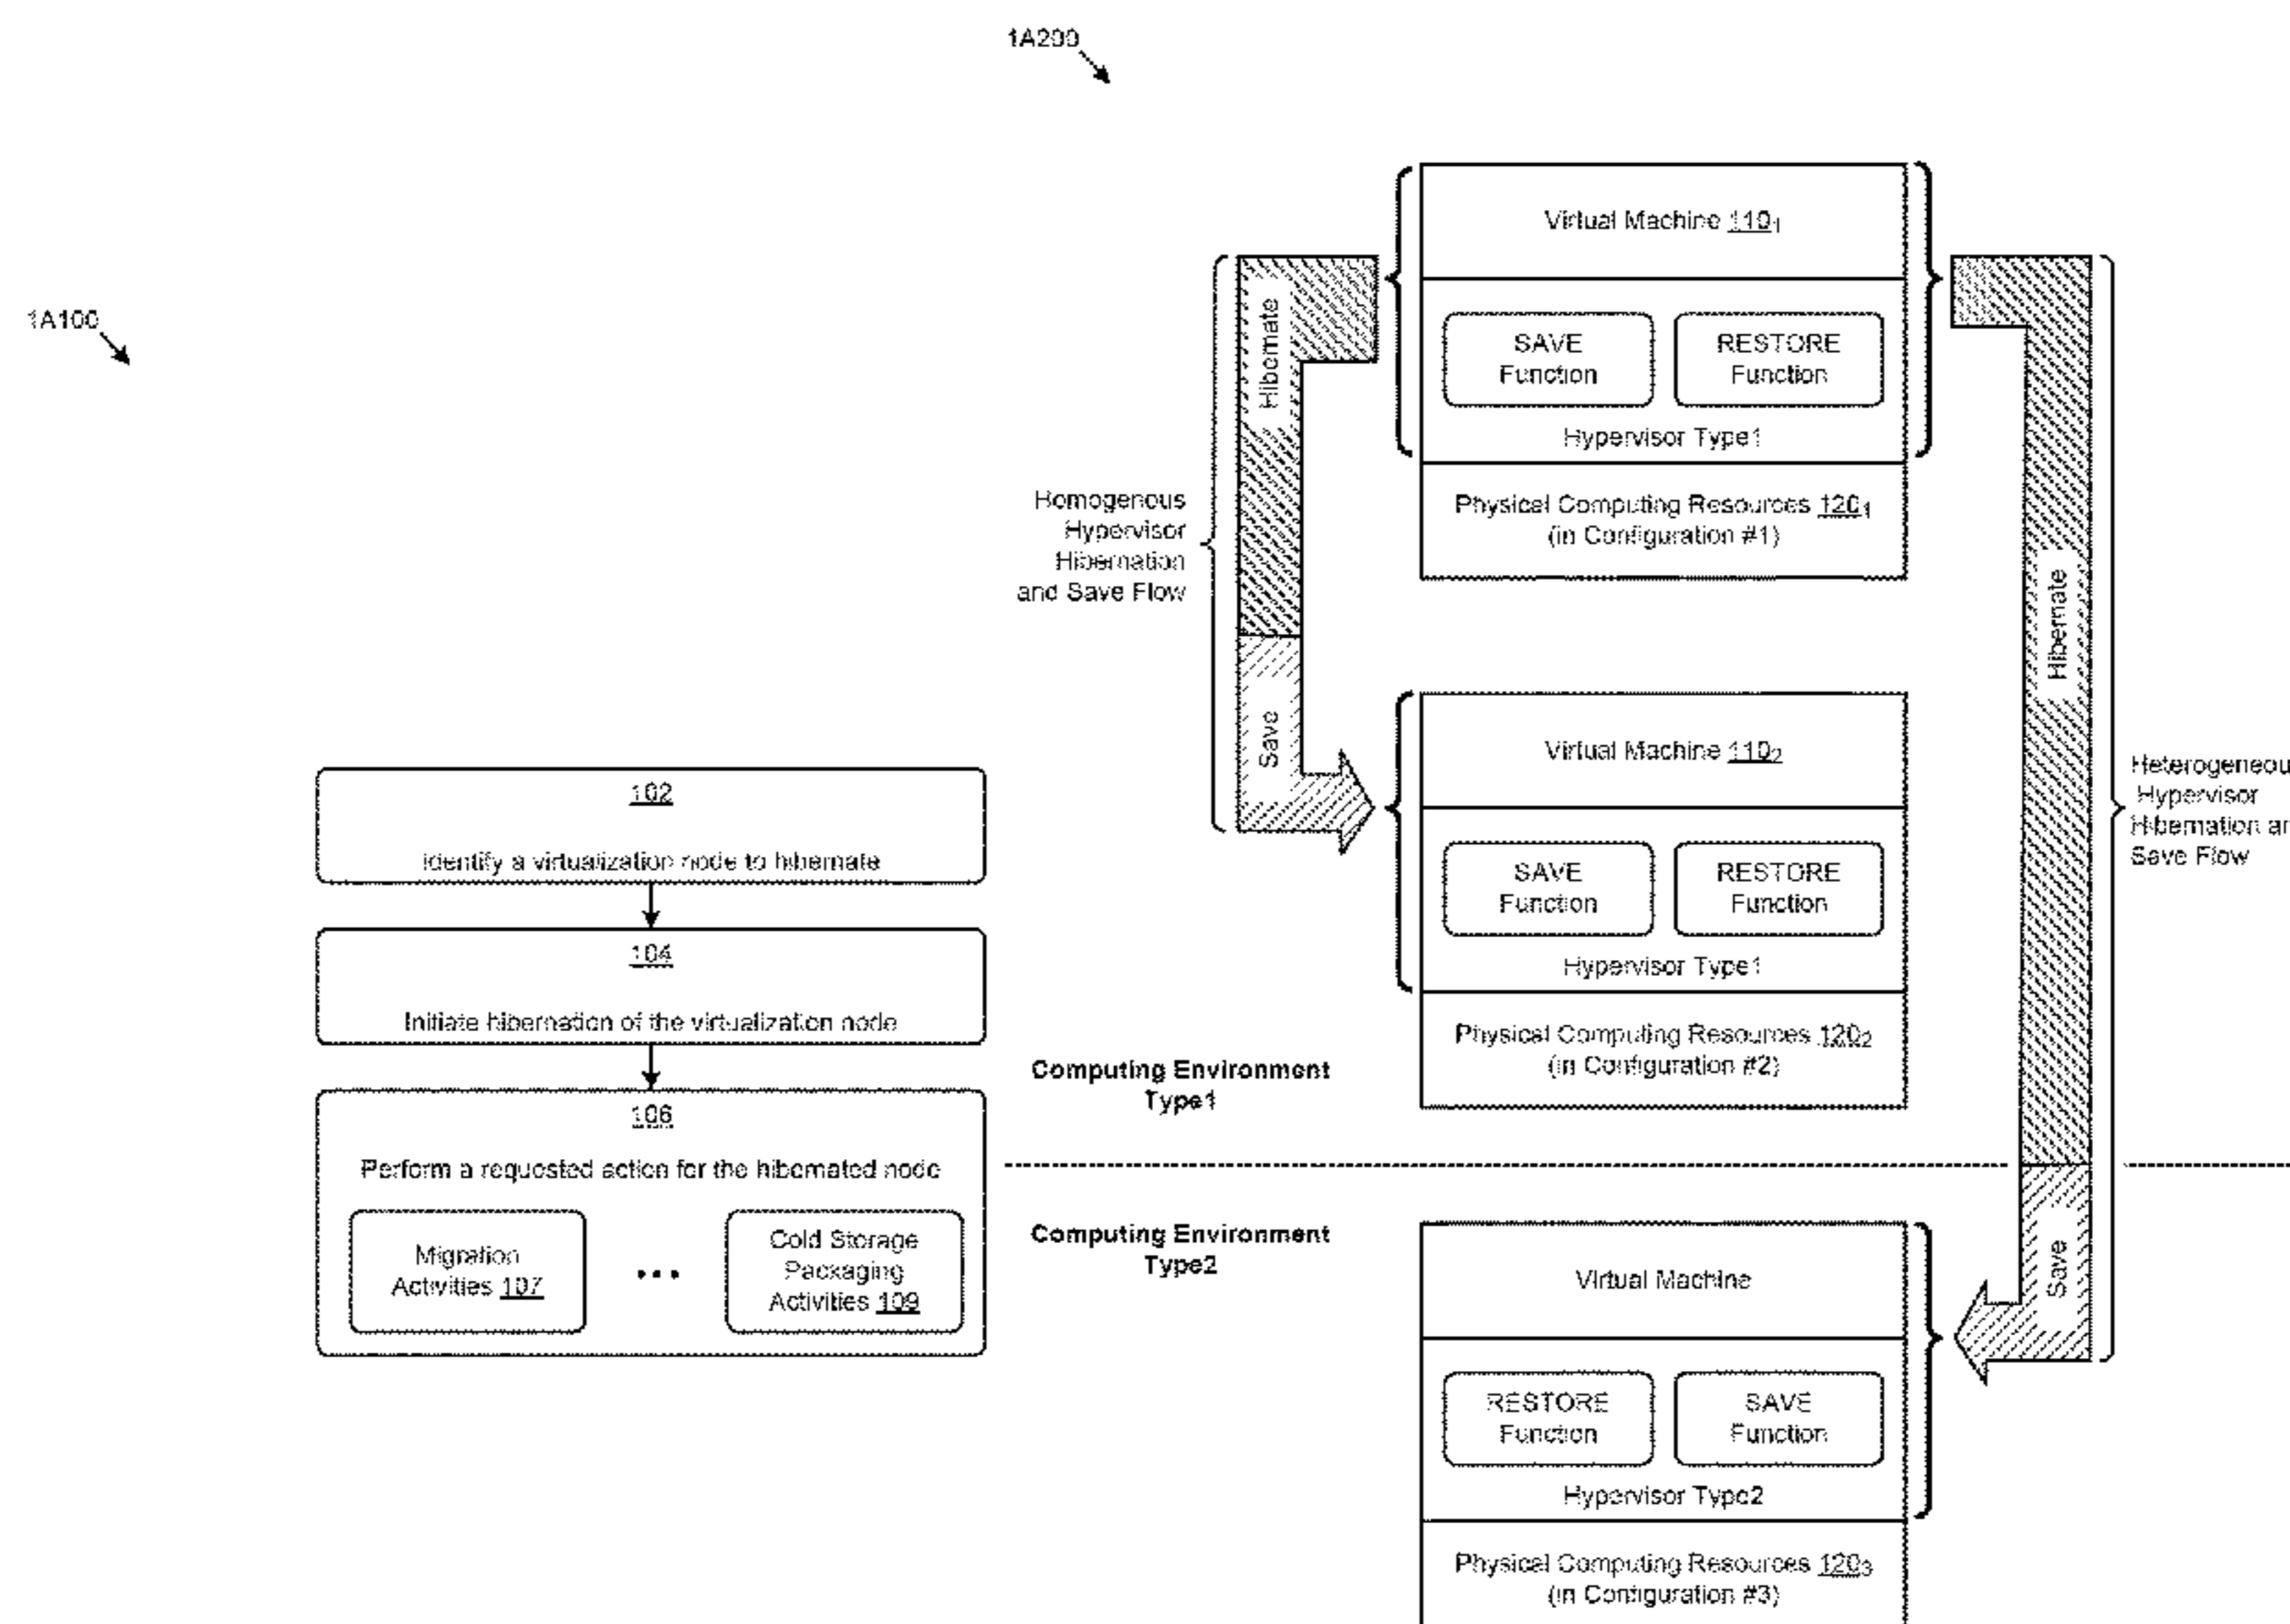 1A200
1A100
102
Identify a virtualization node to hibernate
104
Initiate hibernation of the virtualization node
106
Perform a requested action for the hibernated node
Migration
Activities 107
...
Cold Storage
Packaging
Activities 109
Homogenous
Hypervisor
Hibernation
and Save Flow
Hibernate
Save
Virtual Machine 110₁
SAVE
Function
RESTORE
Function
Hypervisor Type1
Physical Computing Resources 120₁
(in Configuration #1)
Virtual Machine 110₂
SAVE
Function
RESTORE
Function
Hypervisor Type1
Physical Computing Resources 120₂
(in Configuration #2)
Hibernate
Save
Heterogeneou
Hypervisor
Hibernation an
Save Flow
Computing Environment
Type1
Computing Environment
Type2
Virtual Machine
RESTORE
Function
SAVE
Function
Hypervisor Type2
Physical Computing Resources 120₃
(in Configuration #3)